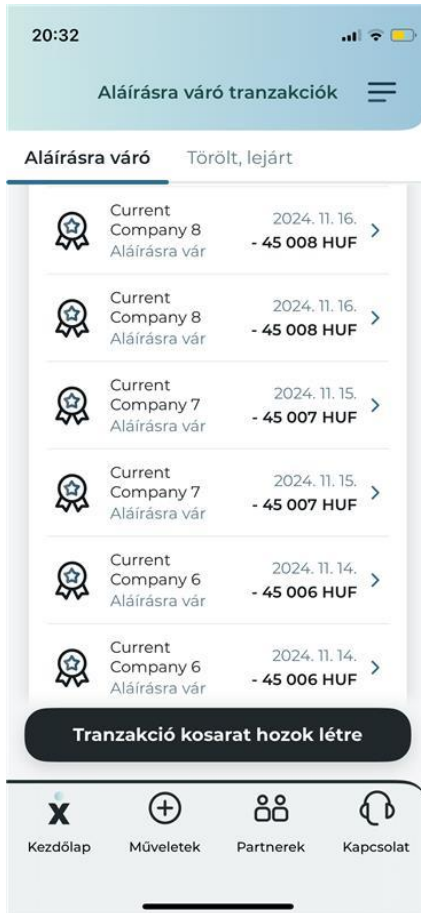 20:32
Aláírásra váró tranzakciók
Aláírásra váró Törölt, lejárt
Current
Company 8
Aláírásra vár
2024. 11. 16.
- 45 008 HUF
Current
Company 8
Aláírásra vár
2024. 11. 16.
- 45 008 HUF
Current
Company 7
Aláírásra vár
2024. 11. 15.
- 45 007 HUF
Current
Company 7
Aláírásra vár
2024. 11. 15.
- 45 007 HUF
Current
Company 6
Aláírásra vár
2024. 11. 14.
- 45 006 HUF
Current
Company 6
Aláírásra vár
2024. 11. 14.
- 45 006 HUF
Tranzakció kosarat hozok létre
Kezdőlap Műveletek Partnerek Kapcsolat